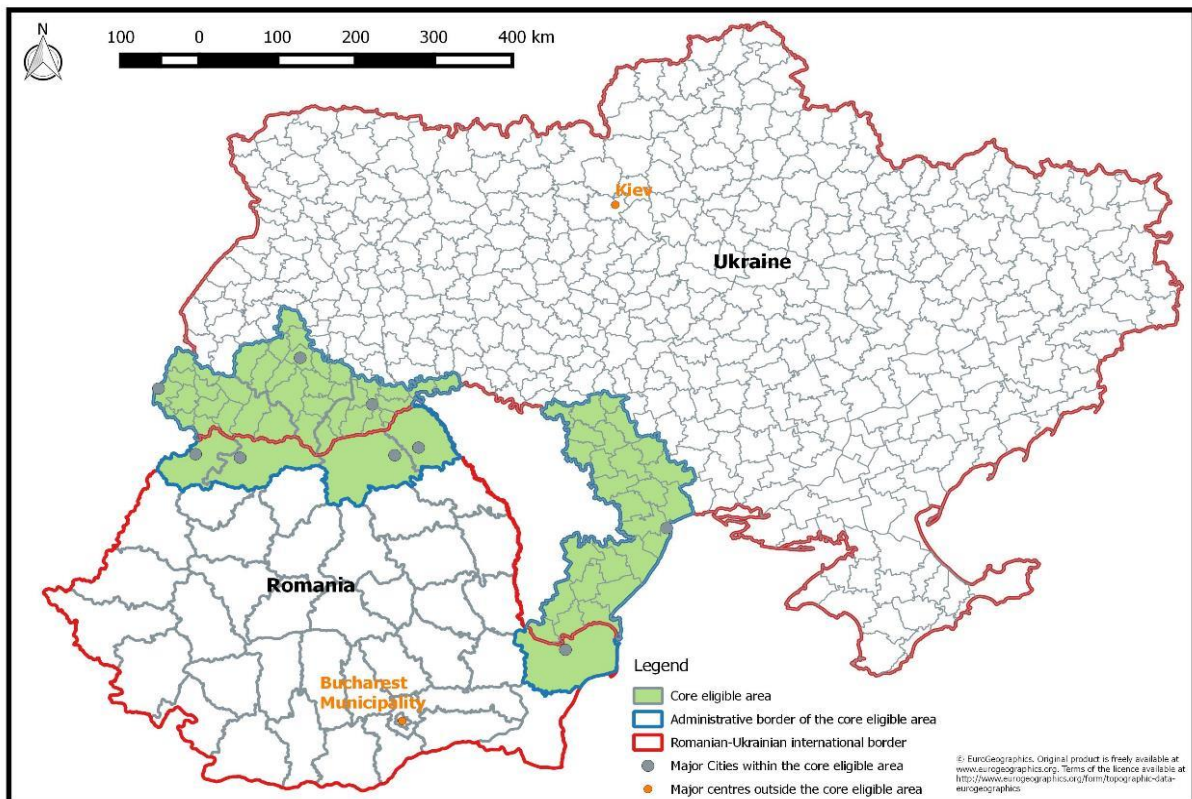 N
100 0 100 200 300 400 km
Kiev
Ukraine
Romania
Bucharest
Municipality
Legend
Core eligible area
Administrative border of the core eligible area
Romanian-Ukrainian international border
Major Cities within the core eligible area
Major centres outside the core eligible area
© EuroGeographics. Original product is freely available at
www.eurogeographics.org. Terms of the licence available at
http://www.eurogeographics.org/form/topographic-data-
eurogeographics